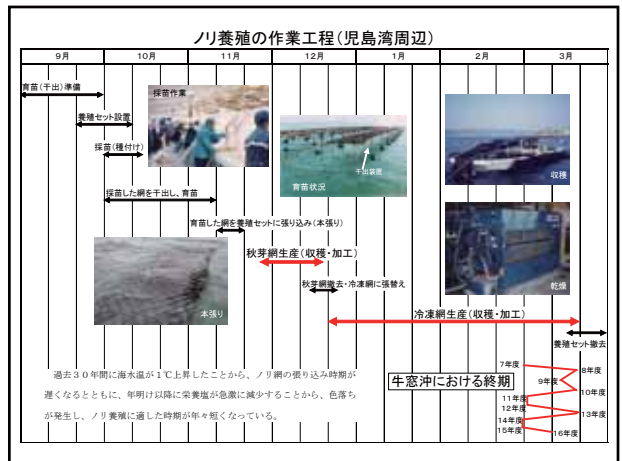 ノリ養殖の作業工程(児島湾周辺)
9月 10月 11月 12月 1月 2月 3月
育苗(干出)準備
採苗作業
養殖セット設置
採苗(種付け)
干出装置
育苗状況
収穫
採苗した網を干出し、育苗
育苗した網を養殖セットに張り込み(本張り)
秋芽網生産(収穫・加工)
秋芽網撤去・冷凍網に張替え
本張り
乾燥
冷凍網生産(収穫・加工)
養殖セット撤去
過去30年間に海水温が1℃上昇したことから、ノリ網の張り込み時期が
遅くなるとともに、年明け以降に栄養塩が急激に減少することから、色落ち
が発生し、ノリ養殖に適した時期が年々短くなっている。
牛窓沖における終期
7年度
8年度
9年度
10年度
11年度
12年度
13年度
14年度
15年度
16年度